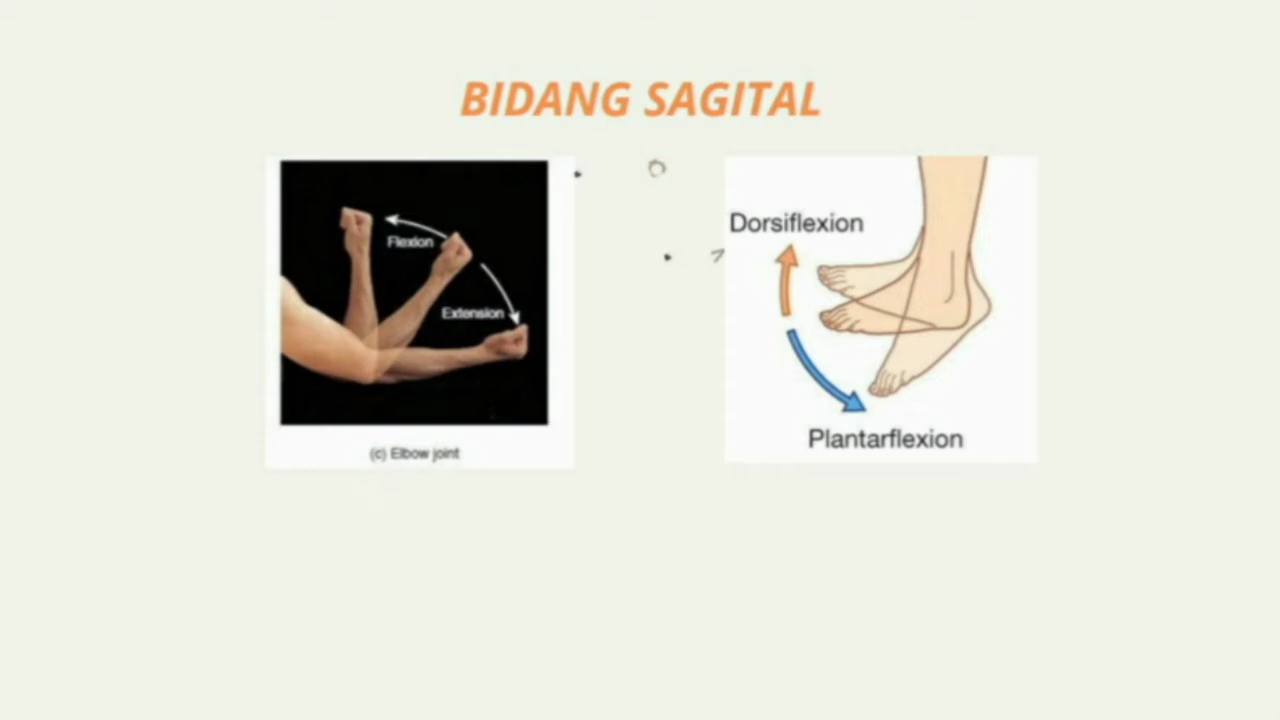 BIDANG SAGITAL
Flexion
Extension
(c) Elbow joint
Dorsiflexion
Plantarflexion